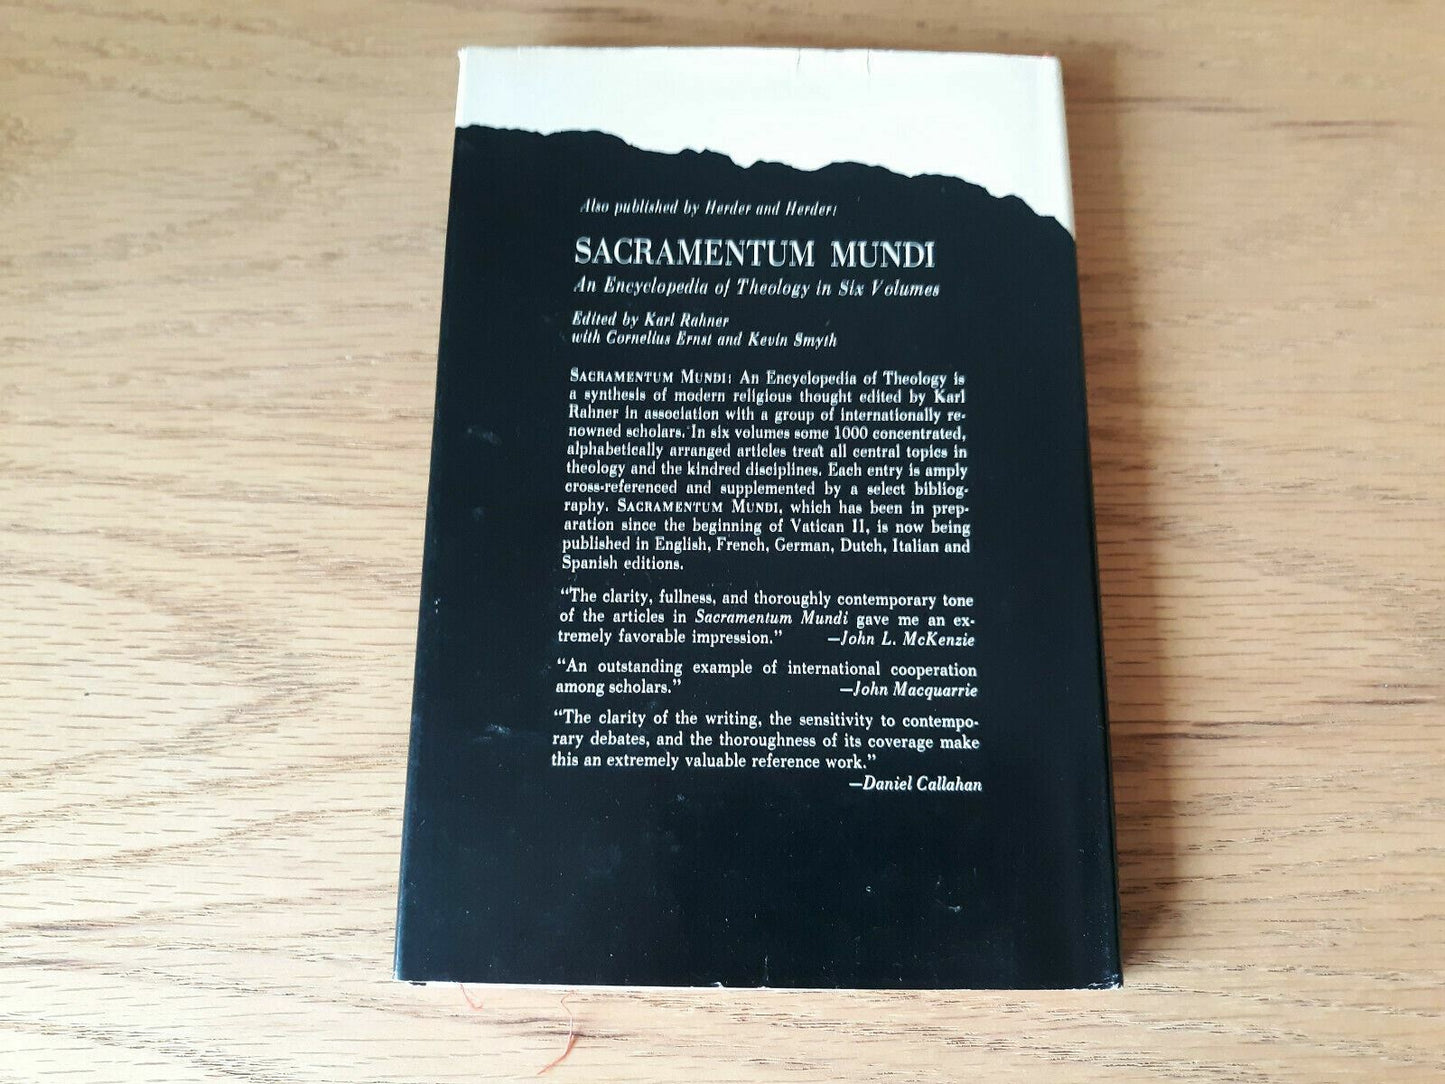 Also published by Herder and Herder:
SACRAMENTUM MUNDI
An Encyclopedia of Theology in Six Volumes
Edited by Karl Rahner
with Cornelius Ernst and Kevin Smyth
SACRAMENTUM MUNDI: An Encyclopedia of Theology is
a synthesis of modern religious thought edited by Karl
Rahner in association with a group of internationally re-
nowned scholars. In six volumes some 1000 concentrated,
alphabetically arranged articles treat all central topics in
theology and the kindred disciplines. Each entry is amply
cross-referenced and supplemented by a select bibliog-
raphy. SACRAMENTUM MUNDI, which has been in prep-
aration since the beginning of Vatican II, is now being
published in English, French, German, Dutch, Italian and
Spanish editions.
“The clarity, fullness, and thoroughly contemporary tone
of the articles in Sacramentum Mundi gave me an ex-
tremely favorable impression.” —John L. McKenzie
“An outstanding example of international cooperation
among scholars.” —John Macquarrie
“The clarity of the writing, the sensitivity to contempo-
rary debates, and the thoroughness of its coverage make
this an extremely valuable reference work.”
—Daniel Callahan